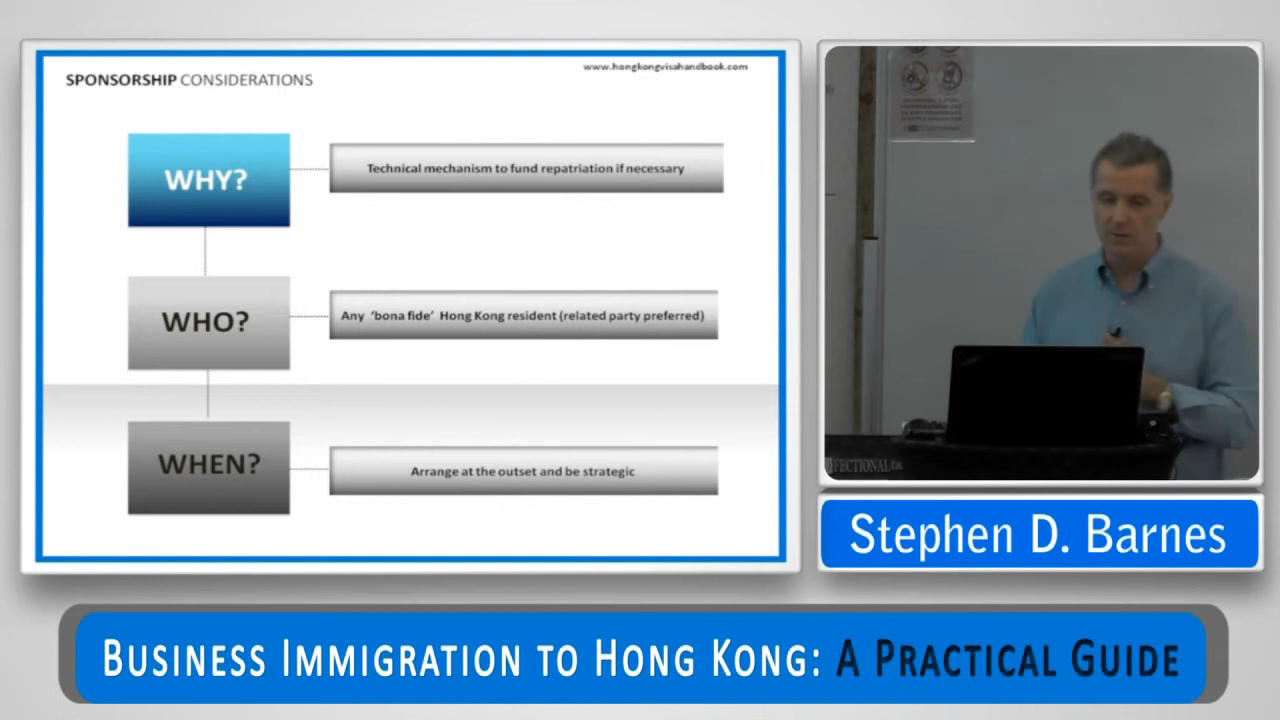 SPONSORSHIP CONSIDERATIONS
www.hongkongvisahandbook.com
WHY?
Technical mechanism to fund repatriation if necessary
WHO?
Any 'bona fide' Hong Kong resident (related party preferred)
WHEN?
Arrange at the outset and be strategic
Stephen D. Barnes
BUSINESS IMMIGRATION TO HONG KONG: A PRACTICAL GUIDE